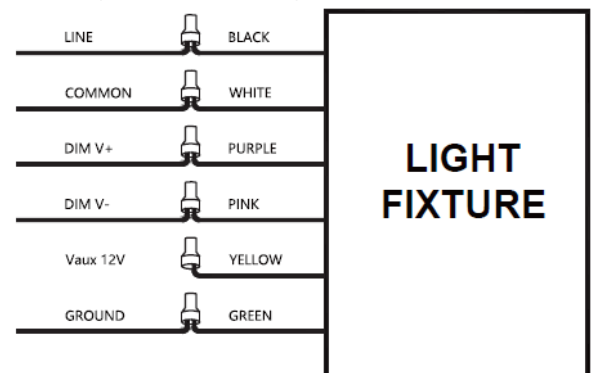 LINE BLACK
COMMON WHITE
DIM V+ PURPLE
DIM V- PINK
Vaux 12V YELLOW
GROUND GREEN
LIGHT
FIXTURE